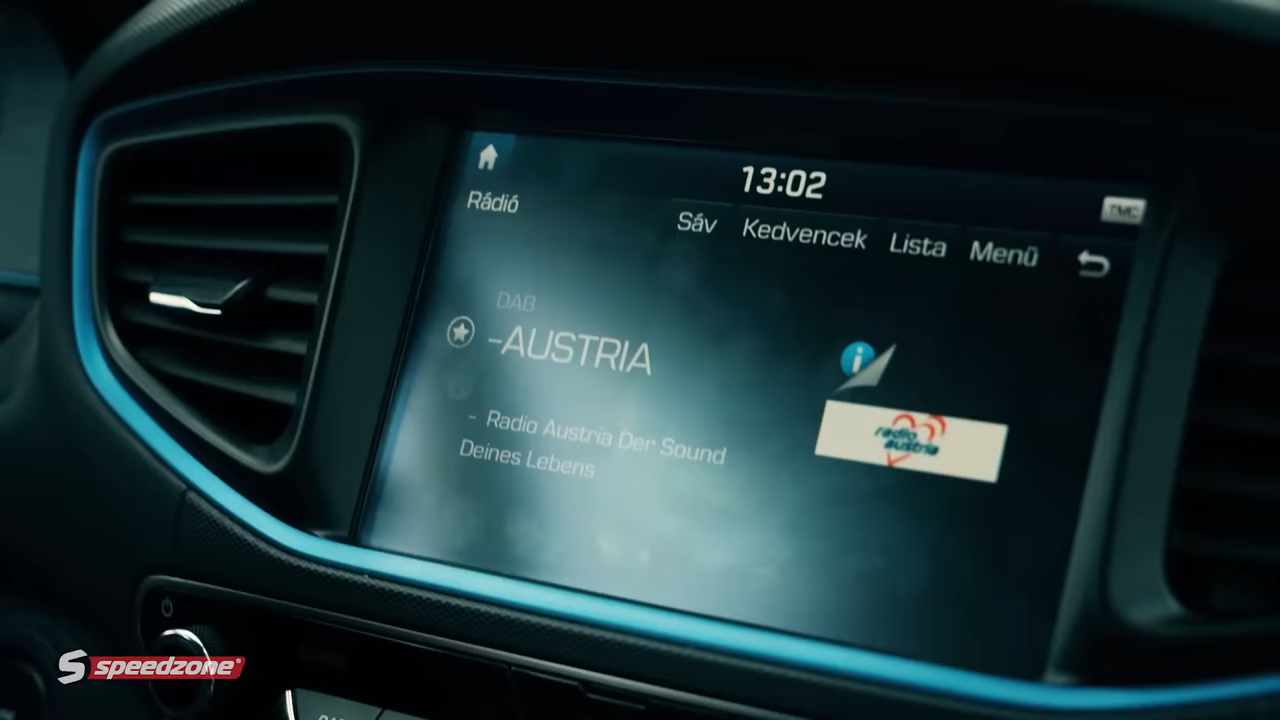 13:02
TMC
Rádió
Sáv Kedvencek Lista Menü
DAB
-AUSTRIA
- Radio Austria Der Sound
Deines Lebens
radio
austria
S speedzone